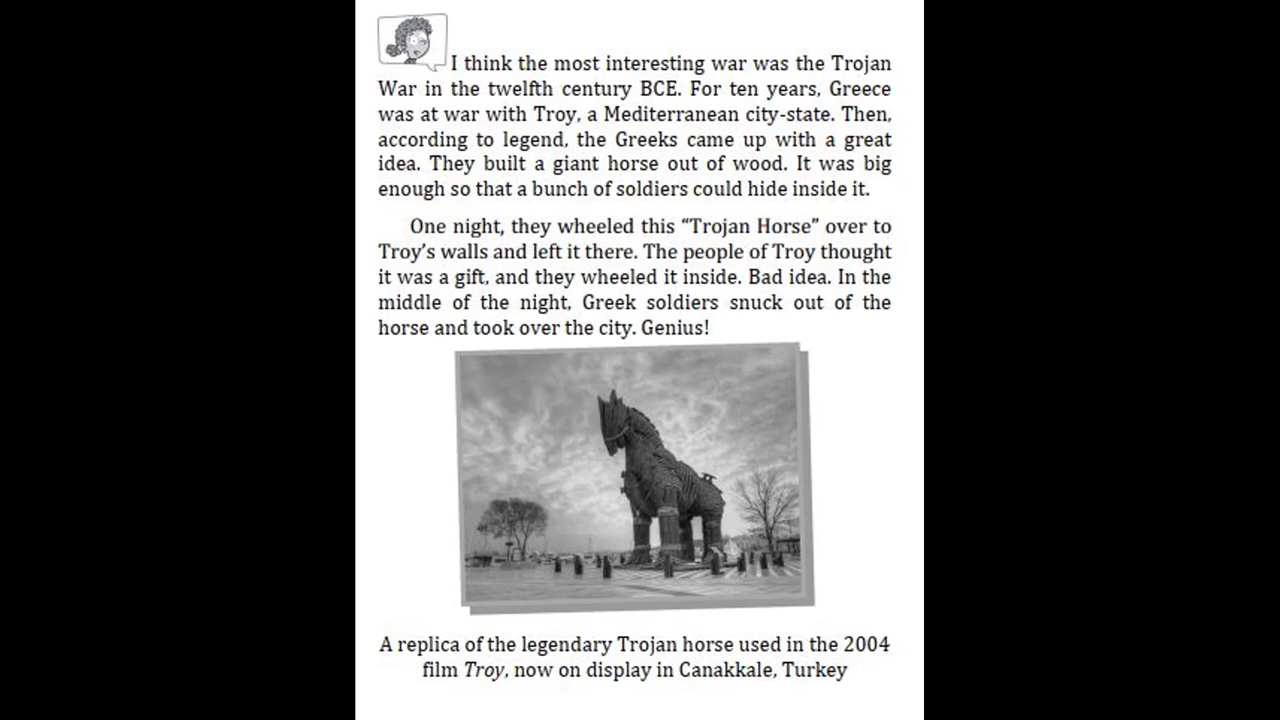 I think the most interesting war was the Trojan
War in the twelfth century BCE. For ten years, Greece
was at war with Troy, a Mediterranean city-state. Then,
according to legend, the Greeks came up with a great
idea. They built a giant horse out of wood. It was big
enough so that a bunch of soldiers could hide inside it.
One night, they wheeled this “Trojan Horse” over to
Troy’s walls and left it there. The people of Troy thought
it was a gift, and they wheeled it inside. Bad idea. In the
middle of the night, Greek soldiers snuck out of the
horse and took over the city. Genius!
A replica of the legendary Trojan horse used in the 2004
film Troy, now on display in Canakkale, Turkey